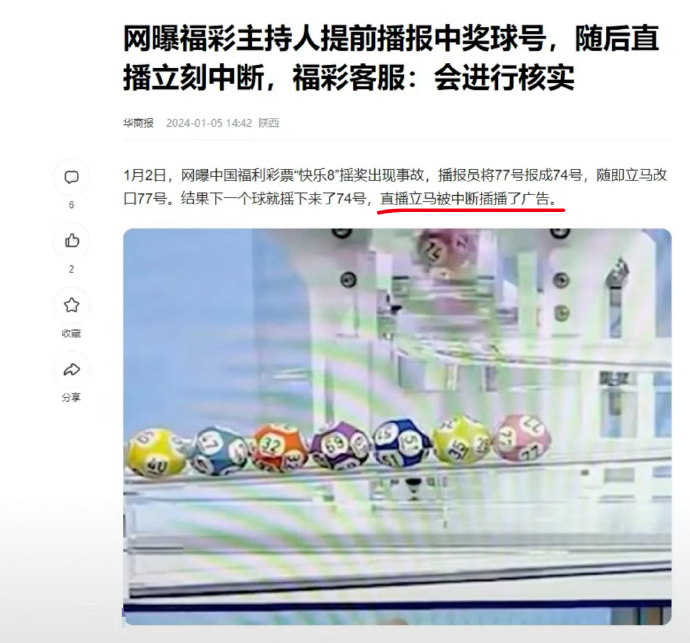 网曝福彩主持人提前播报中奖球号，随后直
播立刻中断，福彩客服：会进行核实
华商报 2024-01-05 14:42 陕西
1月2日，网曝中国福利彩票“快乐8”摇奖出现事故，播报员将77号报成74号，随即立马改
口77号。结果下一个球就摇下来了74号，直播立马被中断插播了广告。
6
2
收藏
分享
40
32
69
51
35
77